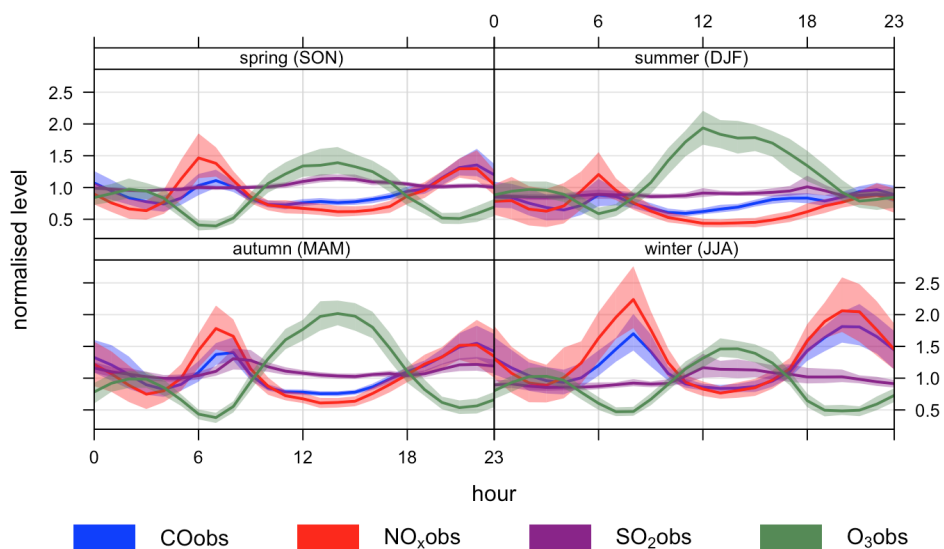 0 6 12 18 23
spring (SON) summer (DJF)
2.5
2.0
1.5
1.0
0.5
autumn (MAM) winter (JJA)
2.5
2.0
1.5
1.0
0.5
normalised level
0 6 12 18 23
hour
COobs NOₓobs SO₂obs O₃obs